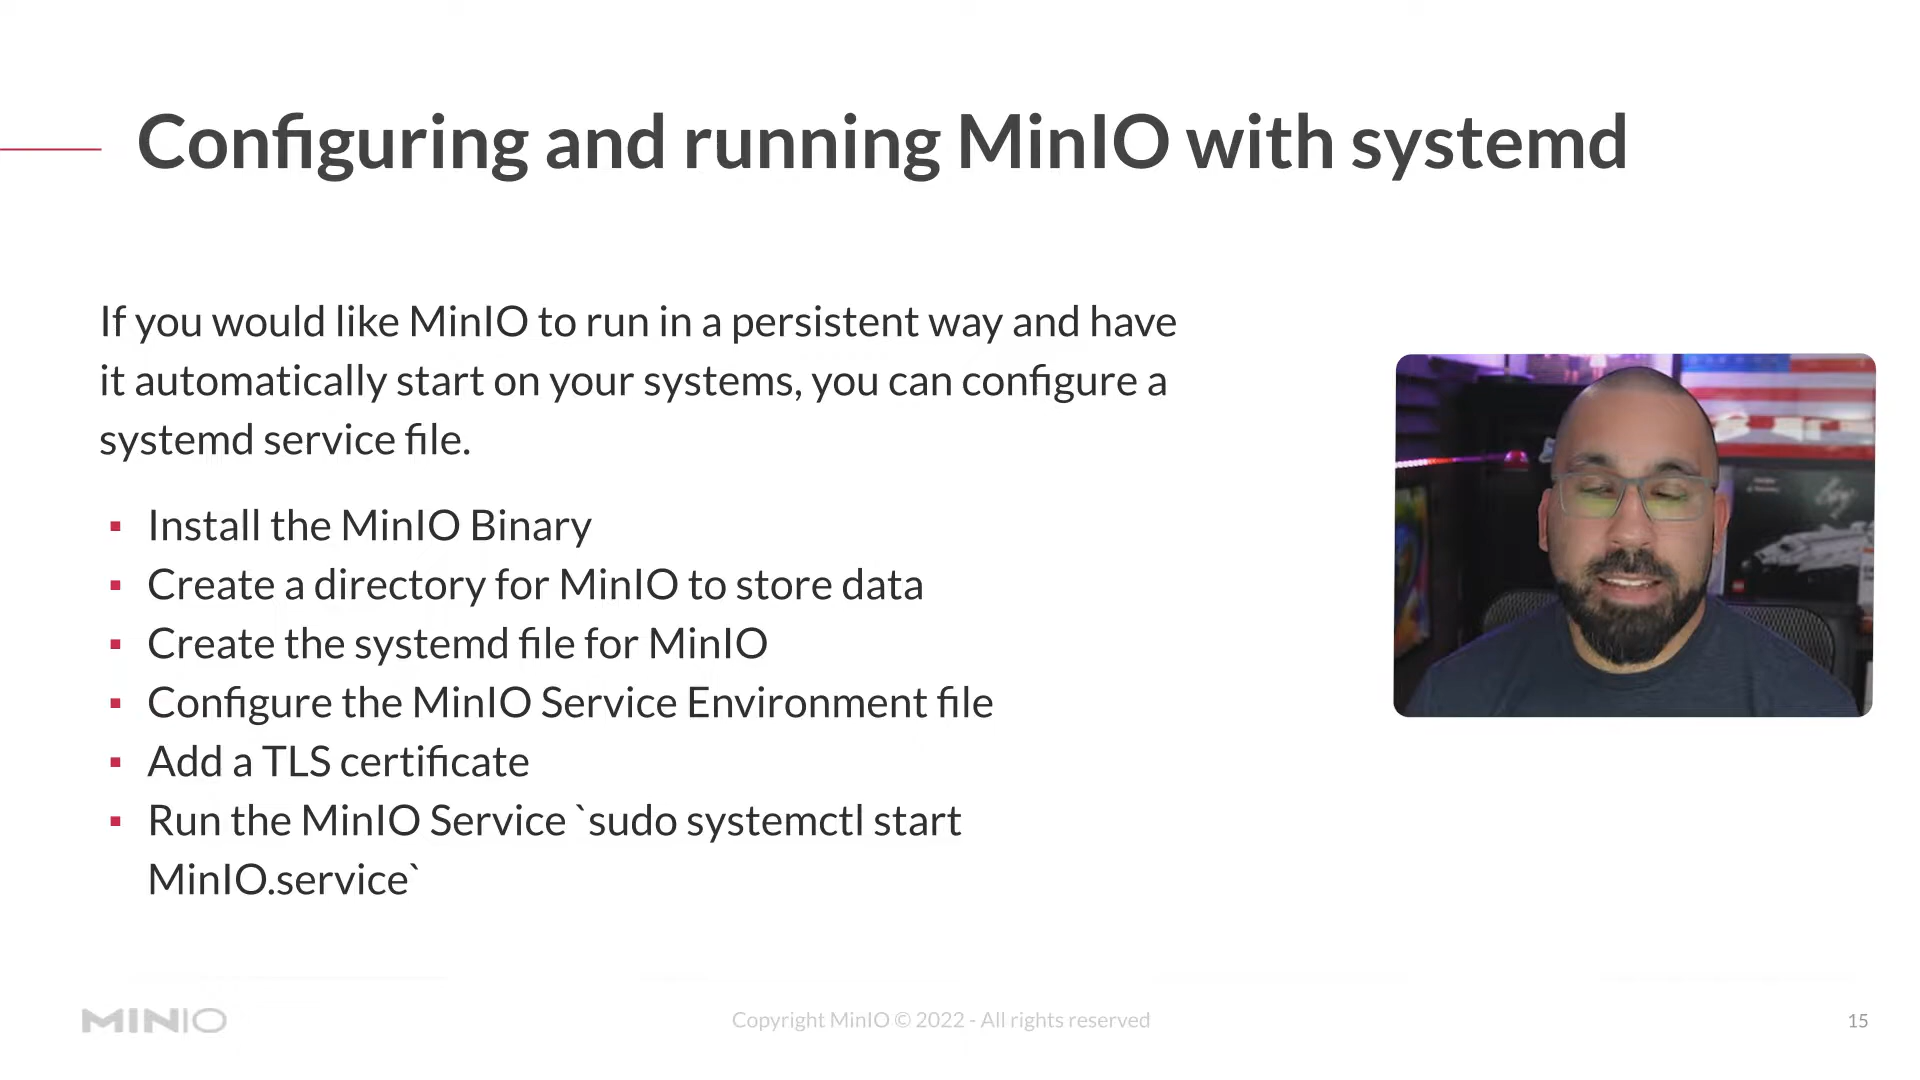 Configuring and running MinIO with systemd
If you would like MinIO to run in a persistent way and have
it automatically start on your systems, you can configure a
systemd service file.
▪ Install the MinIO Binary
▪ Create a directory for MinIO to store data
▪ Create the systemd file for MinIO
▪ Configure the MinIO Service Environment file
▪ Add a TLS certificate
▪ Run the MinIO Service `sudo systemctl start
MinIO.service`
MINIO
Copyright MinIO © 2022 - All rights reserved
15